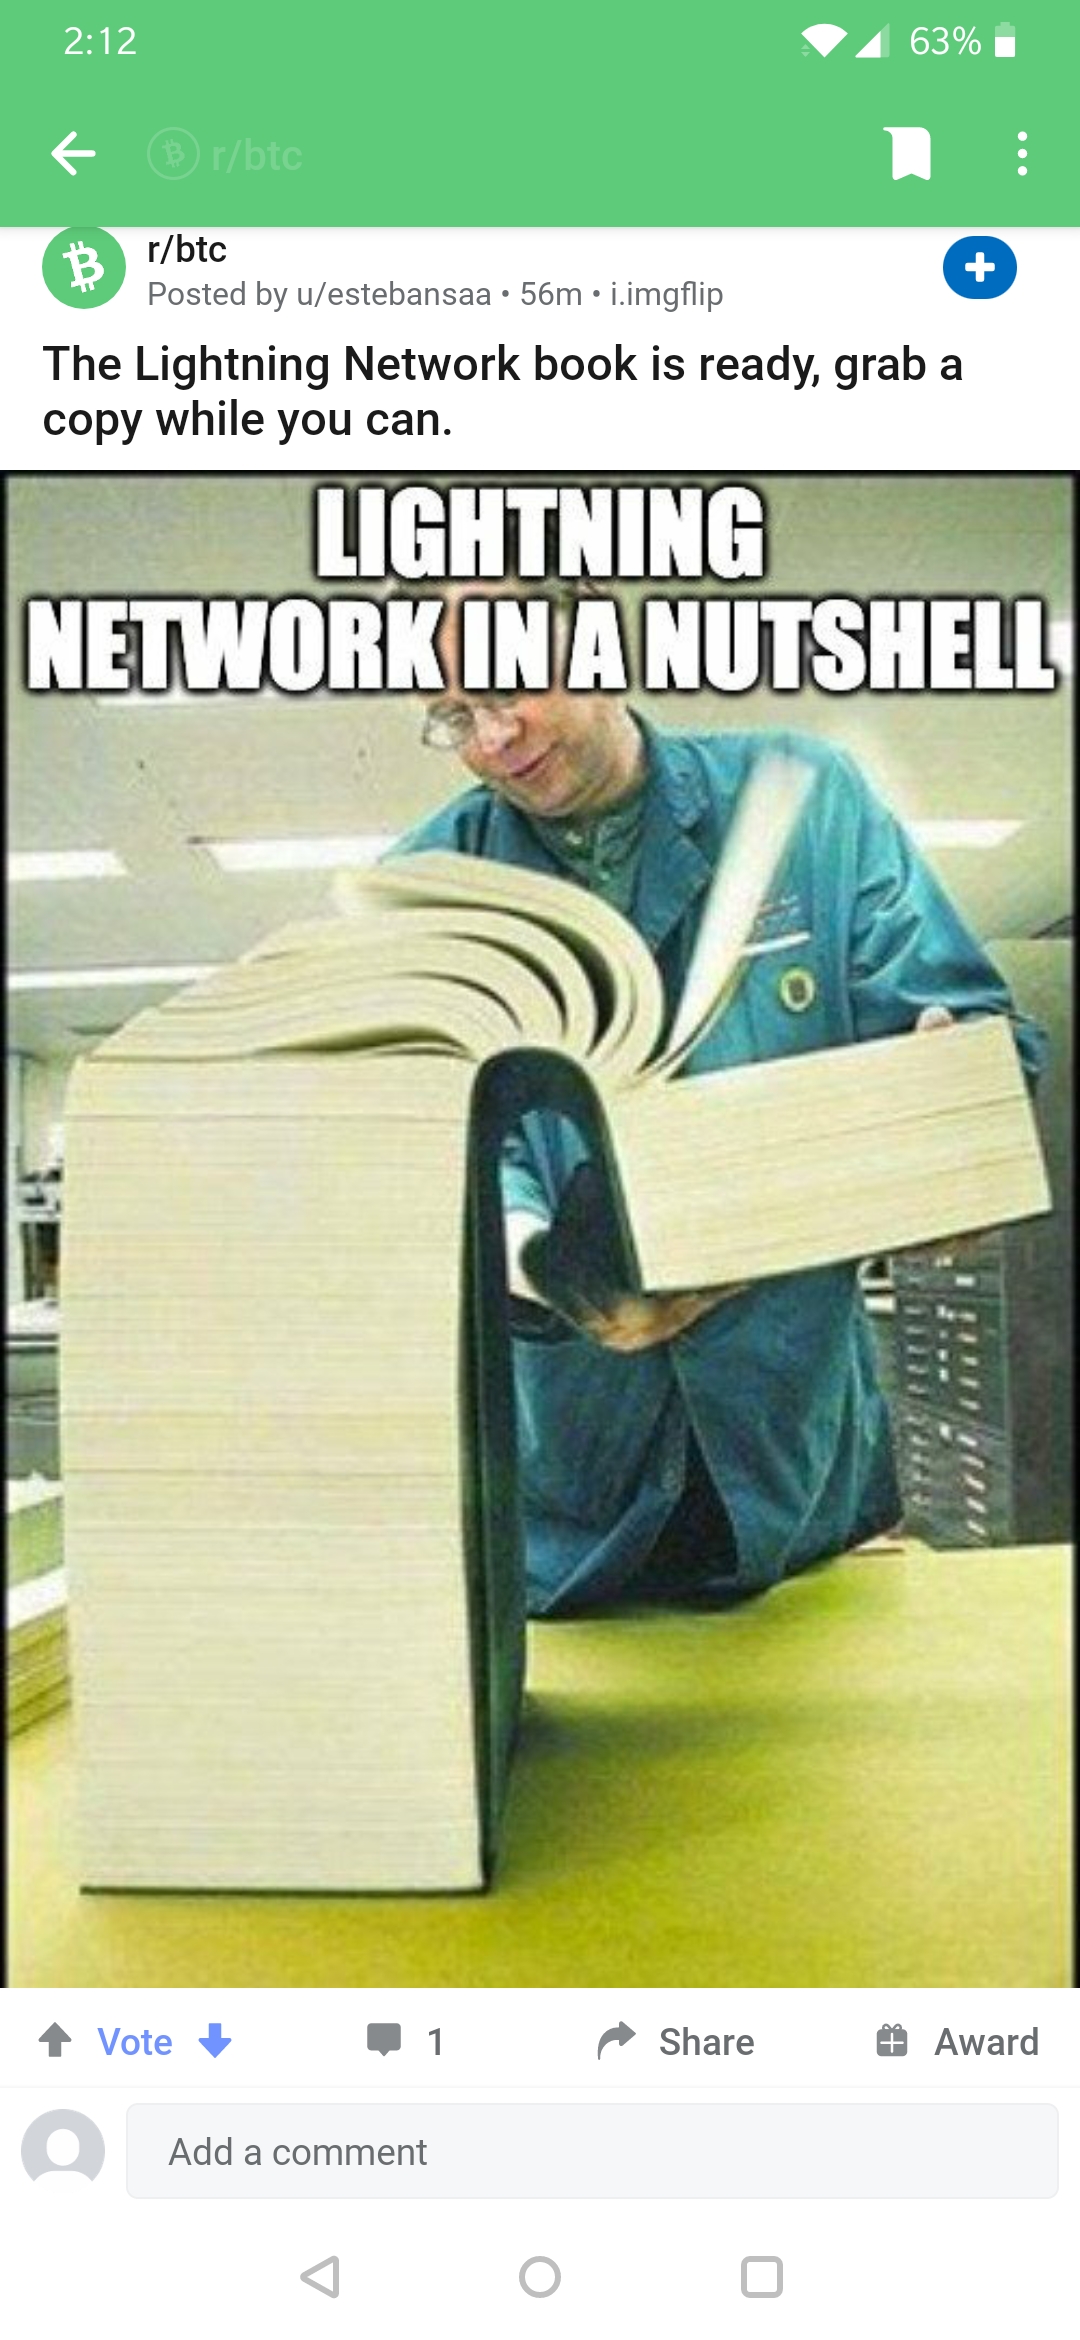 2:12
63%
r/btc
r/btc
Posted by u/estebansaa • 56m • i.imgflip
The Lightning Network book is ready, grab a
copy while you can.
LIGHTNING
NETWORK IN A NUTSHELL
Vote
1
Share
Award
Add a comment